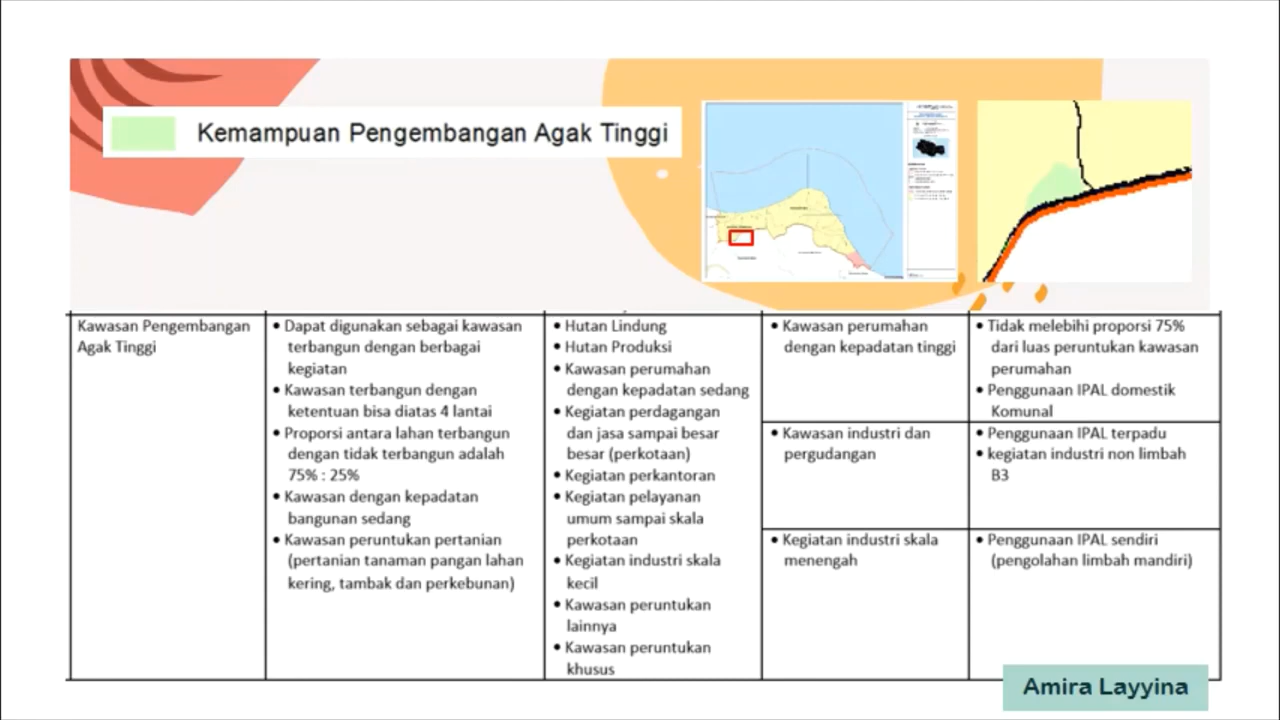 Kemampuan Pengembangan Agak Tinggi
Kawasan Pengembangan
Agak Tinggi
• Dapat digunakan sebagai kawasan
terbangun dengan berbagai
kegiatan
• Kawasan terbangun dengan
ketentuan bisa diatas 4 lantai
• Proporsi antara lahan terbangun
dengan tidak terbangun adalah
75% : 25%
• Kawasan dengan kepadatan
bangunan sedang
• Kawasan peruntukan pertanian
(pertanian tanaman pangan lahan
kering, tambak dan perkebunan)
• Hutan Lindung
• Hutan Produksi
• Kawasan perumahan
dengan kepadatan sedang
• Kegiatan perdagangan
dan jasa sampai besar
besar (perkotaan)
• Kegiatan perkantoran
• Kegiatan pelayanan
umum sampai skala
perkotaan
• Kegiatan industri skala
kecil
• Kawasan peruntukan
lainnya
• Kawasan peruntukan
khusus
• Kawasan perumahan
dengan kepadatan tinggi
• Tidak melebihi proporsi 75%
dari luas peruntukan kawasan
perumahan
• Penggunaan IPAL domestik
Komunal
• Kawasan industri dan
pergudangan
• Penggunaan IPAL terpadu
• kegiatan industri non limbah
B3
• Kegiatan industri skala
menengah
• Penggunaan IPAL sendiri
(pengolahan limbah mandiri)
Amira Layyina